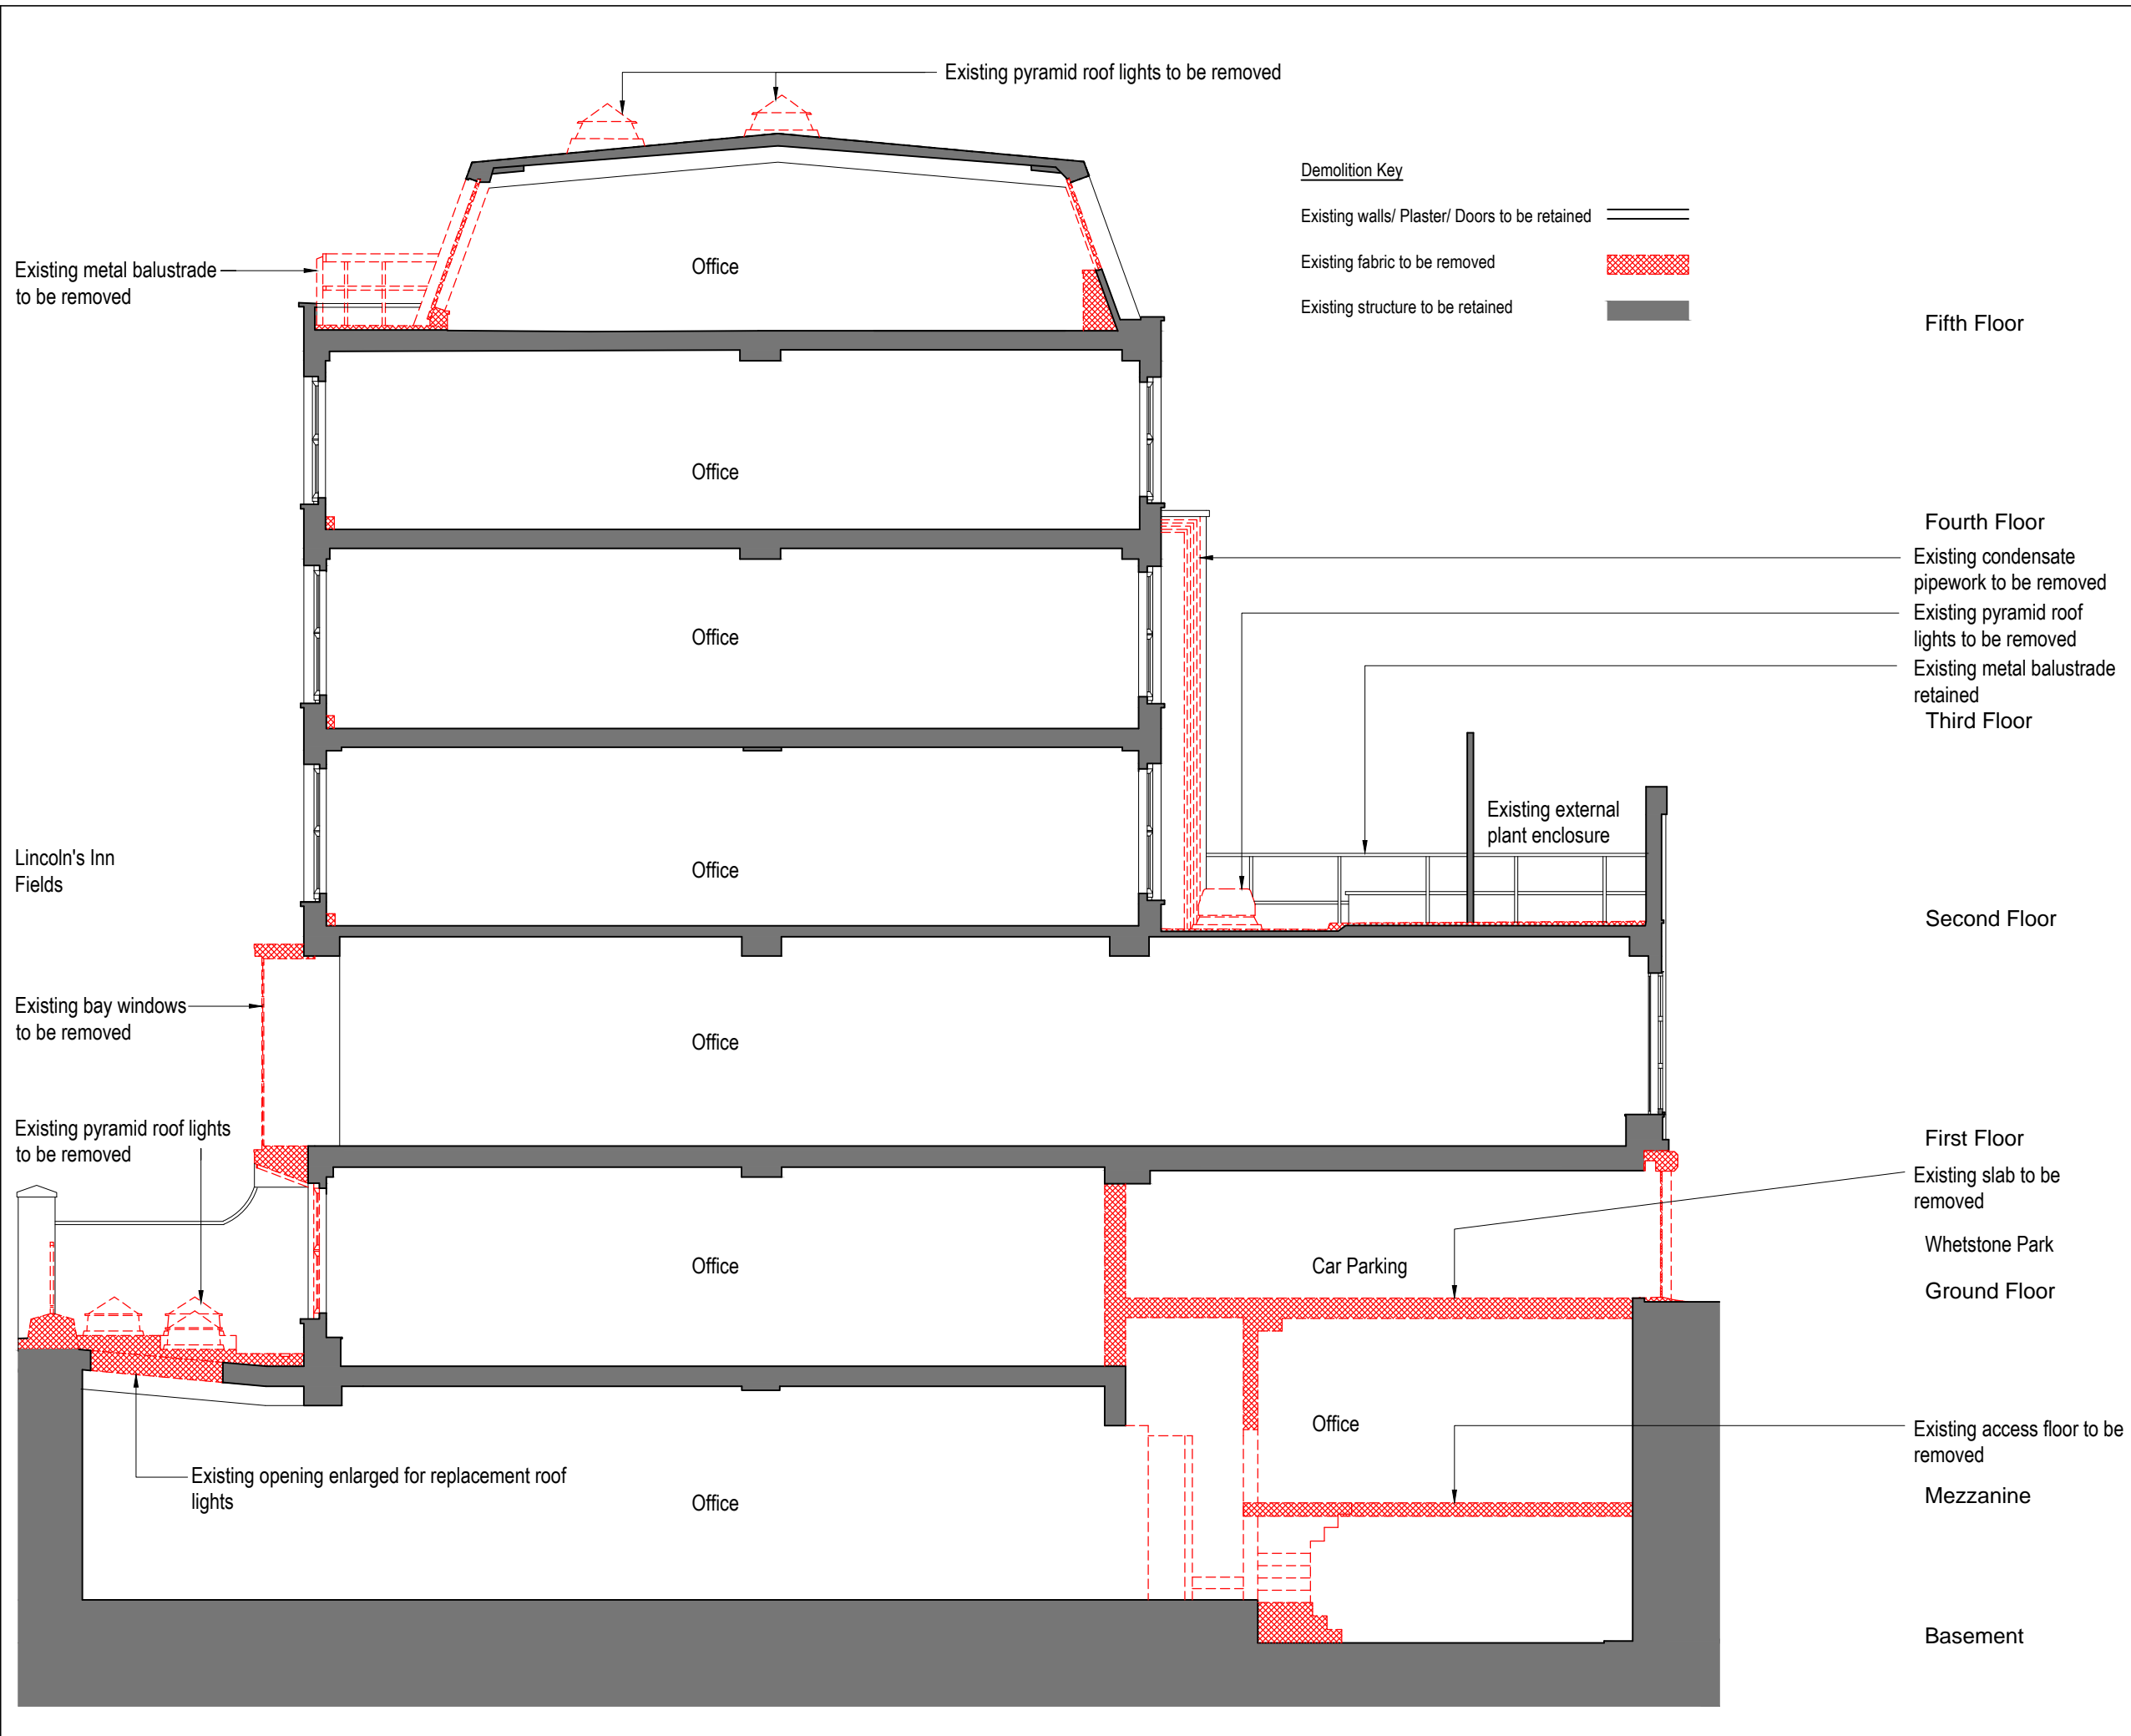 Existing pyramid roof lights to be removed
Demolition Key
Existing walls/ Plaster/ Doors to be retained
Existing fabric to be removed
Existing structure to be retained
Existing metal balustrade
to be removed
Office
Fifth Floor
Office
Fourth Floor
Existing condensate
pipework to be removed
Existing pyramid roof
lights to be removed
Existing metal balustrade
retained
Office
Third Floor
Existing external
plant enclosure
Lincoln's Inn
Fields
Office
Second Floor
Existing bay windows
to be removed
Office
Existing pyramid roof lights
to be removed
First Floor
Existing slab to be
removed
Whetstone Park
Office
Car Parking
Ground Floor
Office
Existing access floor to be
removed
Existing opening enlarged for replacement roof
lights
Office
Mezzanine
Basement